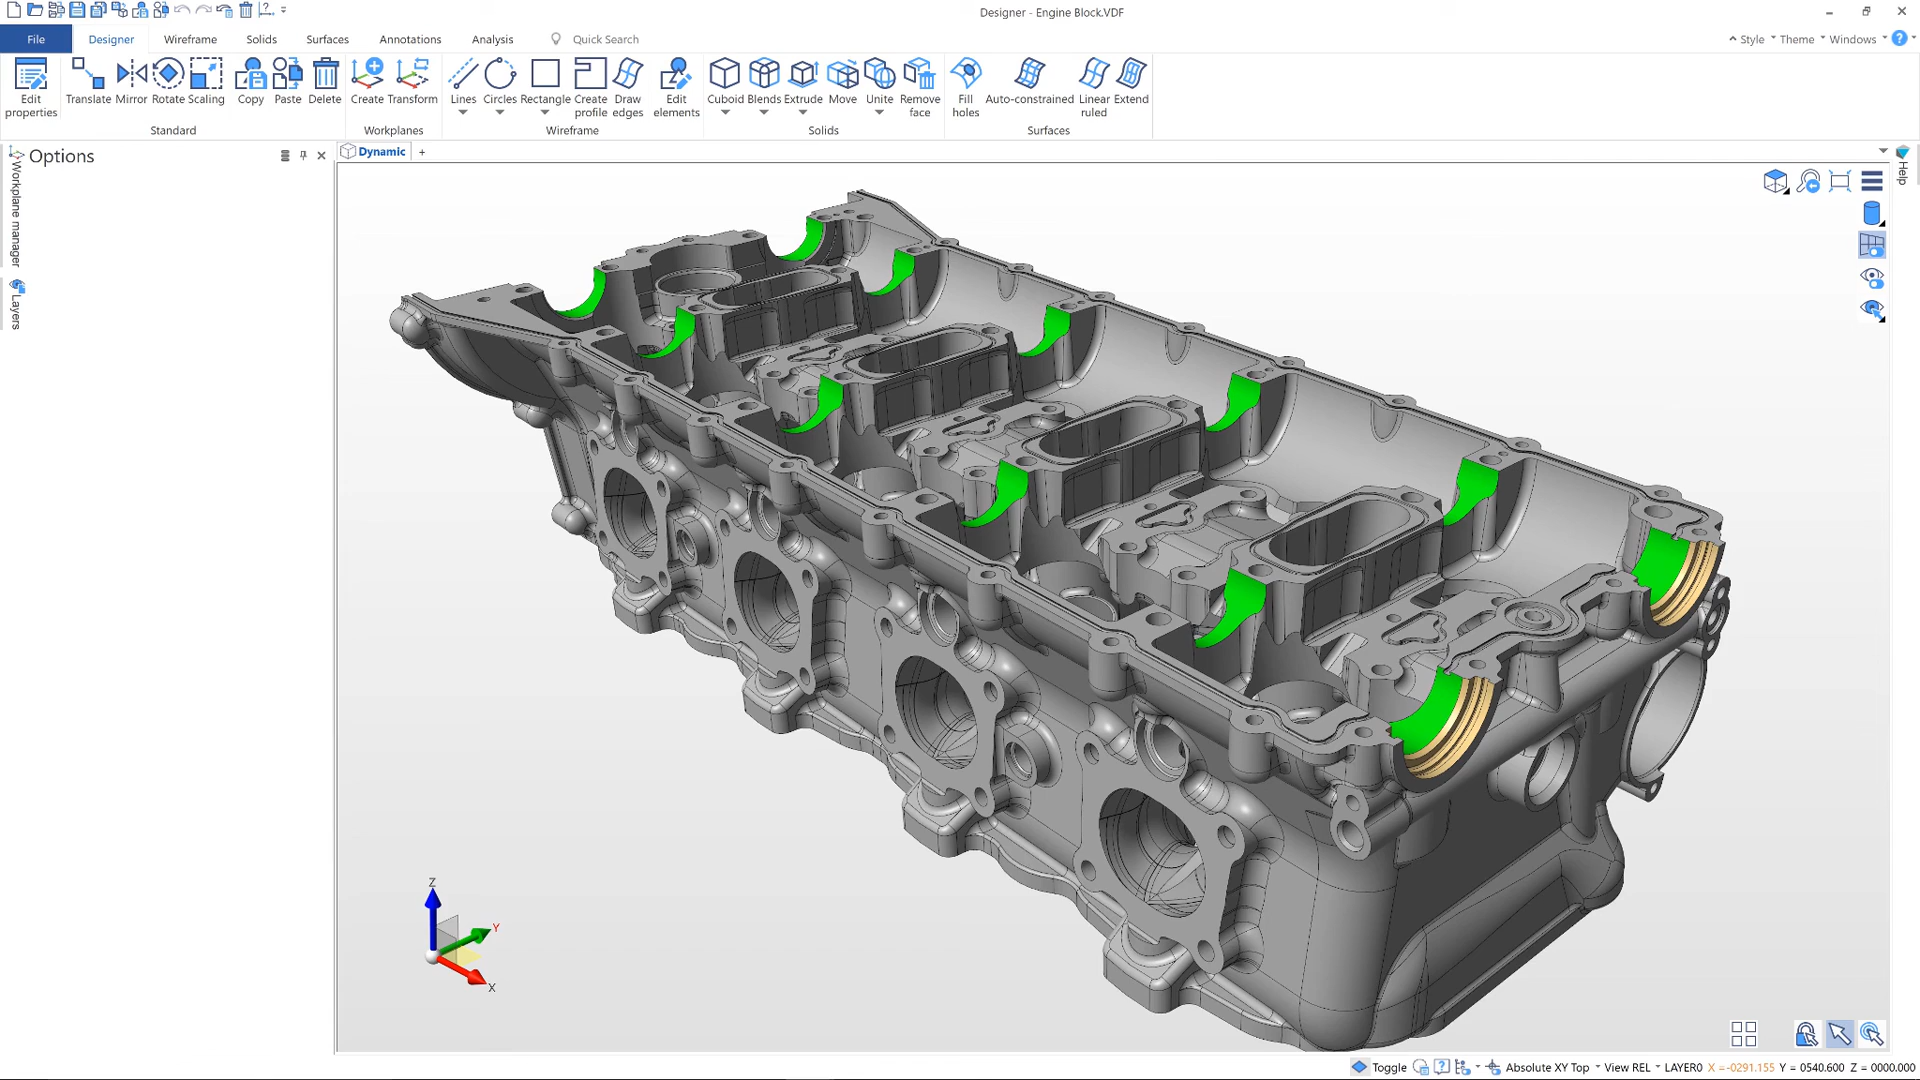 Designer - Engine Block.VDF
File Designer Wireframe Solids Surfaces Annotations Analysis Quick Search Style Theme Windows
Edit properties
Translate
Mirror
Rotate
Scaling
Copy
Paste
Delete
Create
Transform
Lines
Circles
Rectangle
Create profile
Draw edges
Edit elements
Cuboid
Blends
Extrude
Move
Unite
Remove face
Fill holes
Auto-constrained
Linear ruled
Extend
Standard Workplanes Wireframe Solids Surfaces
Options
Workplane manager
Layers
Dynamic +
Help
Z
Y
X
Toggle Absolute XY Top View REL LAYER0 X =-0291.155 Y = 0540.600 Z = 0000.000